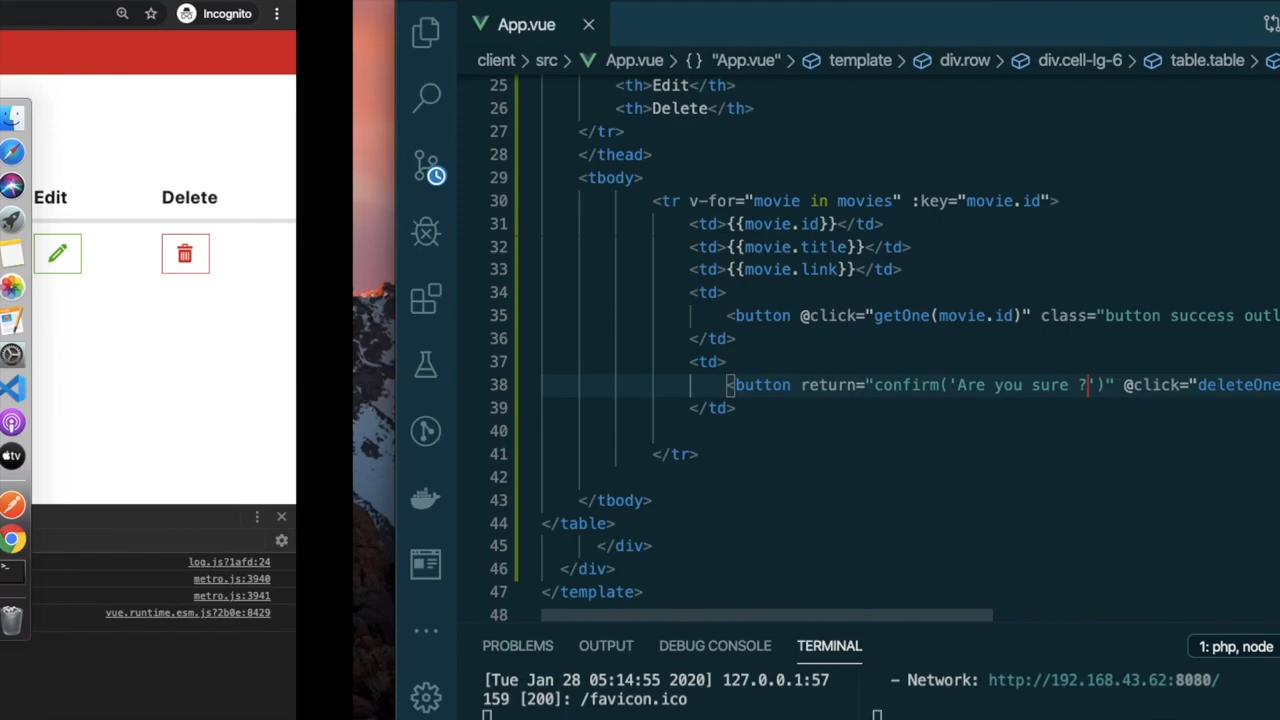 Incognito
Edit
Delete
log.js?1afd:24
metro.js:3940
metro.js:3941
vue.runtime.esm.js?2b0e:8429
tv
App.vue
client > src > App.vue > {} "App.vue" > template > div.row > div.cell-lg-6 > table.table >
25 <th>Edit</th>
26 <th>Delete</th>
27 </tr>
28 </thead>
29 <tbody>
30 <tr v-for="movie in movies" :key="movie.id">
31 <td>{{movie.id}}</td>
32 <td>{{movie.title}}</td>
33 <td>{{movie.link}}</td>
34 <td>
35 <button @click="getOne(movie.id)" class="button success outl
36 </td>
37 <td>
38 <button return="confirm('Are you sure ?')" @click="deleteOne
39 </td>
40
41 </tr>
42
43 </tbody>
44 </table>
45 </div>
46 </div>
47 </template>
48
PROBLEMS OUTPUT DEBUG CONSOLE TERMINAL 1: php, node
[Tue Jan 28 05:14:55 2020] 127.0.0.1:57
159 [200]: /favicon.ico
- Network: http://192.168.43.62:8080/